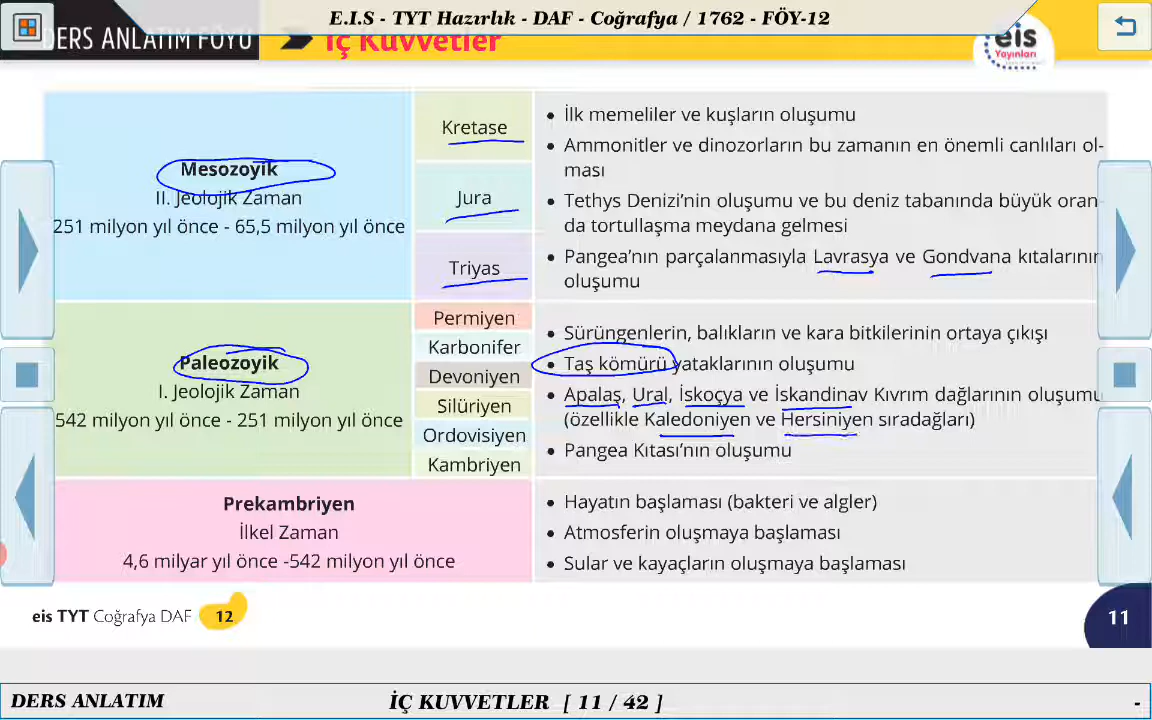 E.I.S - TYT Hazırlık - DAF - Coğrafya / 1762 - FÖY-12
DERS ANLATIM FÖYÜ
İç Kuvvetler
eis
Yayınları
Mesozoyik
II. Jeolojik Zaman
251 milyon yıl önce - 65,5 milyon yıl önce
Kretase
Jura
Triyas
• İlk memeliler ve kuşların oluşumu
• Ammonitler ve dinozorların bu zamanın en önemli canlıları ol-
ması
• Tethys Denizi’nin oluşumu ve bu deniz tabanında büyük oran-
da tortullaşma meydana gelmesi
• Pangea’nın parçalanmasıyla Lavrasya ve Gondvana kıtalarının
oluşumu
Paleozoyik
I. Jeolojik Zaman
542 milyon yıl önce - 251 milyon yıl önce
Permiyen
Karbonifer
Devoniyen
Silüriyen
Ordovisiyen
Kambriyen
• Sürüngenlerin, balıkların ve kara bitkilerinin ortaya çıkışı
• Taş kömürü yataklarının oluşumu
• Apalaş, Ural, İskoçya ve İskandinav Kıvrım dağlarının oluşumu
(özellikle Kaledoniyen ve Hersiniyen sıradağları)
• Pangea Kıtası’nın oluşumu
Prekambriyen
İlkel Zaman
4,6 milyar yıl önce -542 milyon yıl önce
• Hayatın başlaması (bakteri ve algler)
• Atmosferin oluşmaya başlaması
• Sular ve kayaçların oluşmaya başlaması
eis TYT Coğrafya DAF 12
11
DERS ANLATIM
İÇ KUVVETLER [ 11 / 42 ]
-